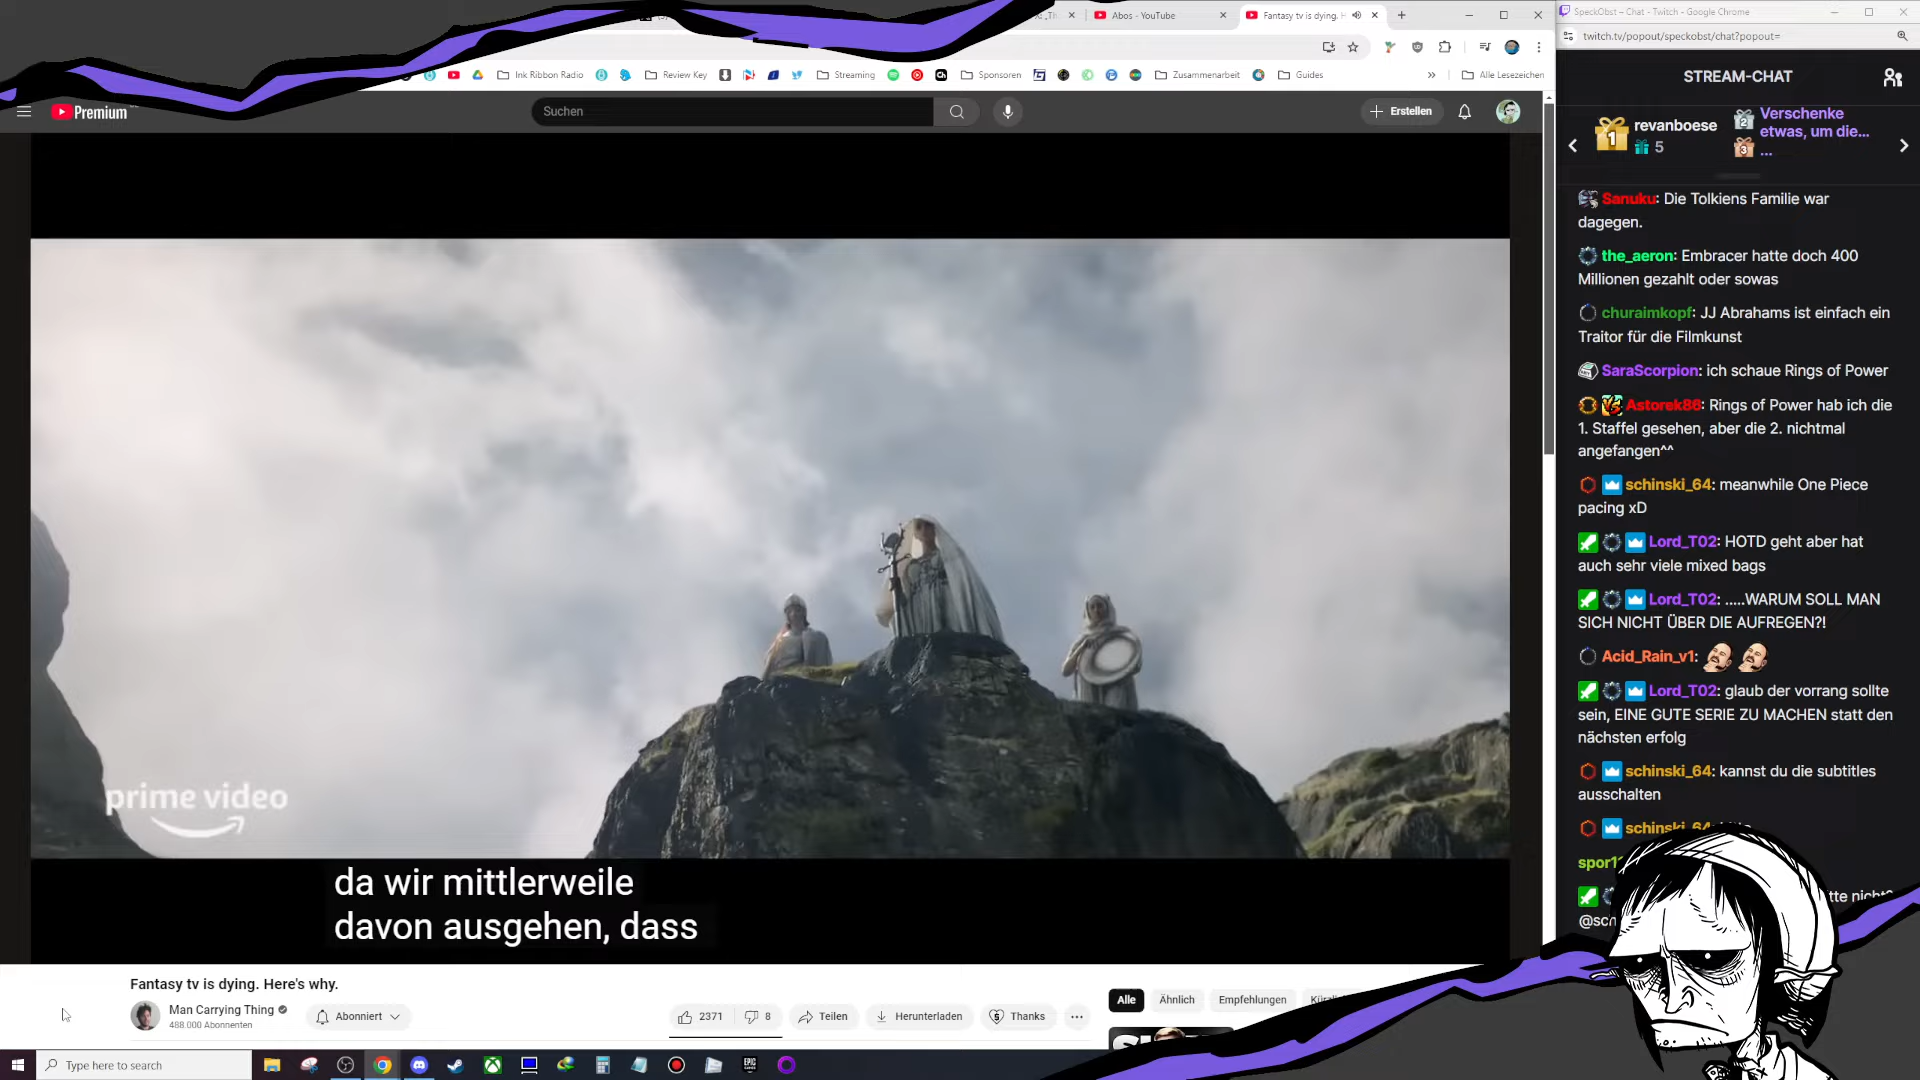 Abos - YouTube
Fantasy tv is dying. H
SpeckObst – Chat - Twitch - Google Chrome
twitch.tv/popout/speckobst/chat?popout=
Ink Ribbon Radio
Review Key
Streaming
Sponsoren
Zusammenarbeit
Guides
Alle Lesezeichen
Premium
Suchen
Erstellen
STREAM-CHAT
1 revanboese
5
2 Verschenke
etwas, um die...
3 ...
Sanuku: Die Tolkiens Familie war
dagegen.
the_aeron: Embracer hatte doch 400
Millionen gezahlt oder sowas
churaimkopf: JJ Abrahams ist einfach ein
Traitor für die Filmkunst
SaraScorpion: ich schaue Rings of Power
Astorek86: Rings of Power hab ich die
1. Staffel gesehen, aber die 2. nichtmal
angefangen^^
schinski_64: meanwhile One Piece
pacing xD
Lord_T02: HOTD geht aber hat
auch sehr viele mixed bags
Lord_T02: .....WARUM SOLL MAN
SICH NICHT ÜBER DIE AUFREGEN?!
Acid_Rain_v1:
Lord_T02: glaub der vorrang sollte
sein, EINE GUTE SERIE ZU MACHEN statt den
nächsten erfolg
schinski_64: kannst du die subtitles
ausschalten
prime video
da wir mittlerweile
davon ausgehen, dass
Fantasy tv is dying. Here's why.
Man Carrying Thing
488.000 Abonnenten
Abonniert
2371
8
Teilen
Herunterladen
Thanks
Alle
Ähnlich
Empfehlungen
Type here to search